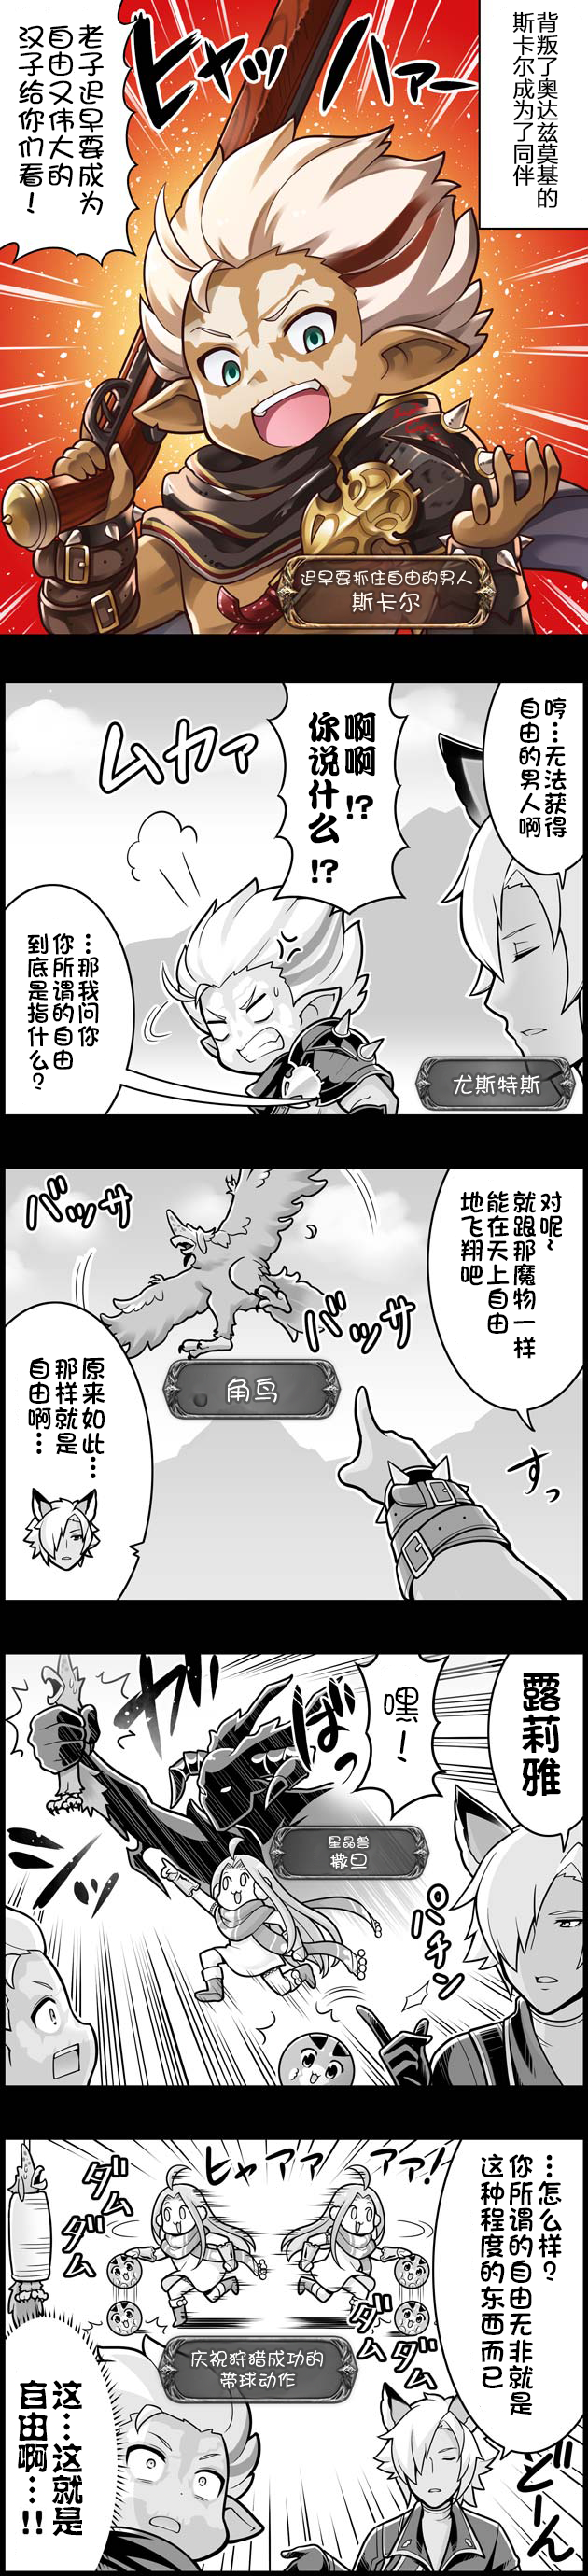 背叛了奥达兹莫基的
斯卡尔成为了同伴
ヒャッ
ハァー
老子迟早要成为
自由又伟大的
汉子给你们看！
迟早要抓住自由的男人
斯卡尔
哼…无法获得
自由的男人啊
啊啊!?
你说什么!?
ムカァ
…那我问你
你所谓的自由
到底是指什么？
尤斯特斯
对呢~
就跟那魔物一样
能在天上自由
地飞翔吧
バッサ
バッサ
角鸟
すっ
原来如此…
那样就是
自由啊…
露莉雅
嘿！
ばっ
ガッ
星晶兽
撒旦
パチン
…怎么样？
你所谓的自由无非就是
这种程度的东西而已
ヒャアァ
アァ！
ダム
ダム
ダム
ダム
庆祝狩猎成功的
带球动作
どーん
这…这就是
自由啊…!!